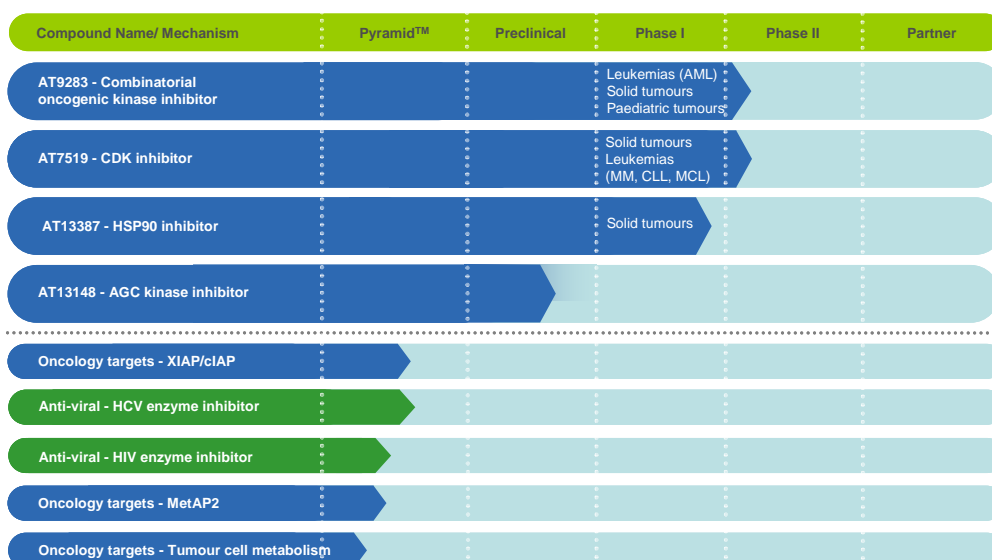 Compound Name/ Mechanism Pyramid™ Preclinical Phase I Phase II Partner
AT9283 - Combinatorial
oncogenic kinase inhibitor
Leukemias (AML)
Solid tumours
Paediatric tumours
AT7519 - CDK inhibitor
Solid tumours
Leukemias
(MM, CLL, MCL)
AT13387 - HSP90 inhibitor
Solid tumours
AT13148 - AGC kinase inhibitor
Oncology targets - XIAP/cIAP
Anti-viral - HCV enzyme inhibitor
Anti-viral - HIV enzyme inhibitor
Oncology targets - MetAP2
Oncology targets - Tumour cell metabolism